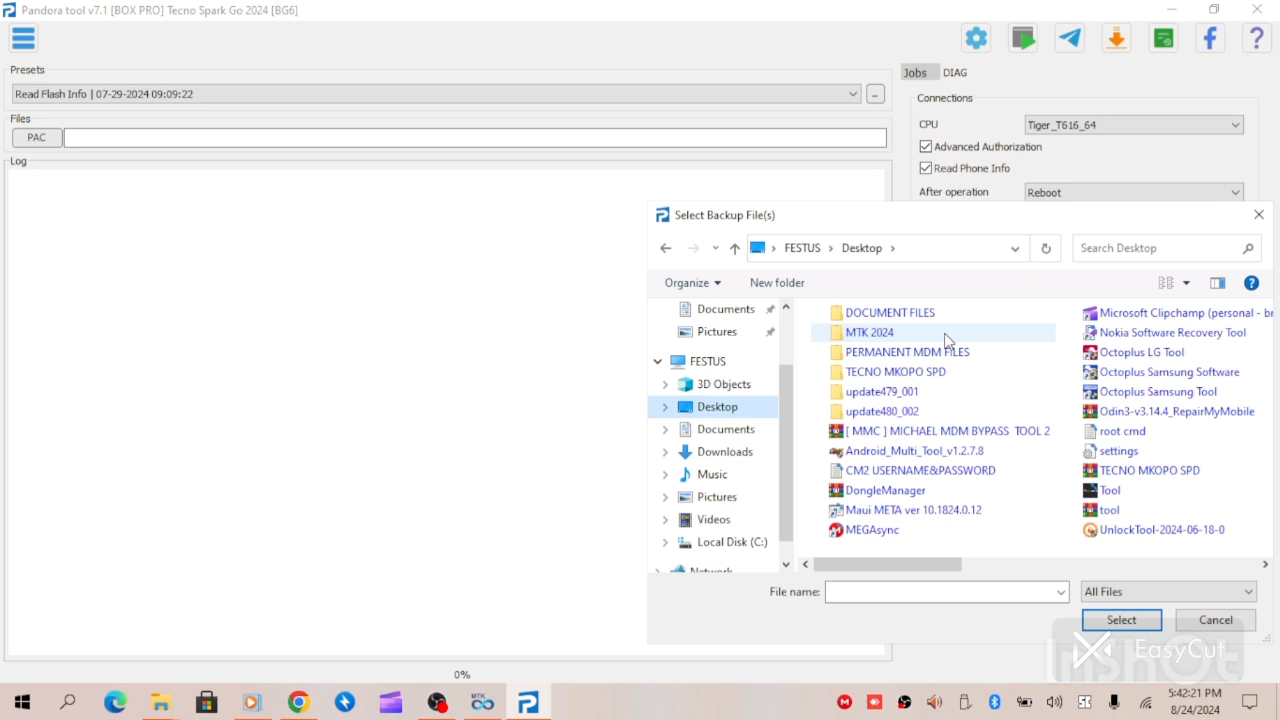 Pandora tool v7.1 [BOX PRO] Tecno Spark Go 2024 [BG6]
Presets
Read Flash Info | 07-29-2024 09:09:22
...
Files
PAC
Log
Jobs
DIAG
Connections
CPU
Tiger_T616_64
Advanced Authorization
Read Phone Info
After operation
Reboot
Select Backup File(s)
FESTUS
Desktop
Search Desktop
Organize
New folder
Documents
Pictures
FESTUS
3D Objects
Desktop
Documents
Downloads
Music
Pictures
Videos
Local Disk (C:)
Network
DOCUMENT FILES
MTK 2024
PERMANENT MDM FILES
TECNO MKOPO SPD
update479_001
update480_002
[ MMC ] MICHAEL MDM BYPASS TOOL 2
Android_Multi_Tool_v1.2.7.8
CM2 USERNAME&PASSWORD
DongleManager
Maui META ver 10.1824.0.12
MEGAsync
Microsoft Clipchamp (personal - br
Nokia Software Recovery Tool
Octoplus LG Tool
Octoplus Samsung Software
Octoplus Samsung Tool
Odin3-v3.14.4_RepairMyMobile
root cmd
settings
TECNO MKOPO SPD
Tool
tool
UnlockTool-2024-06-18-0
File name:
All Files
Select
Cancel
InShOt
EasyCut
0%
MTK
5:42:21 PM
8/24/2024